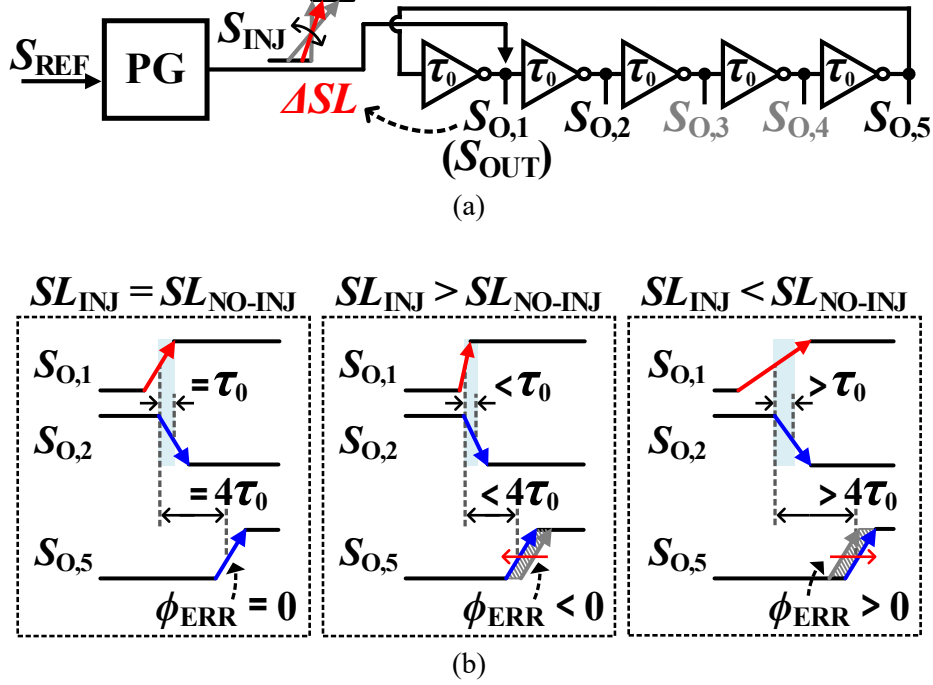 S_REF PG S_INJ τ₀ τ₀ τ₀ τ₀ τ₀
ΔSL S_O,1 S_O,2 S_O,3 S_O,4 S_O,5
(S_OUT)
(a)
SL_INJ = SL_NO-INJ SL_INJ > SL_NO-INJ SL_INJ < SL_NO-INJ
S_O,1 = τ₀ S_O,1 < τ₀ S_O,1 > τ₀
S_O,2 S_O,2 S_O,2
= 4τ₀ < 4τ₀ > 4τ₀
S_O,5 S_O,5 S_O,5
ϕ_ERR = 0 ϕ_ERR < 0 ϕ_ERR > 0
(b)